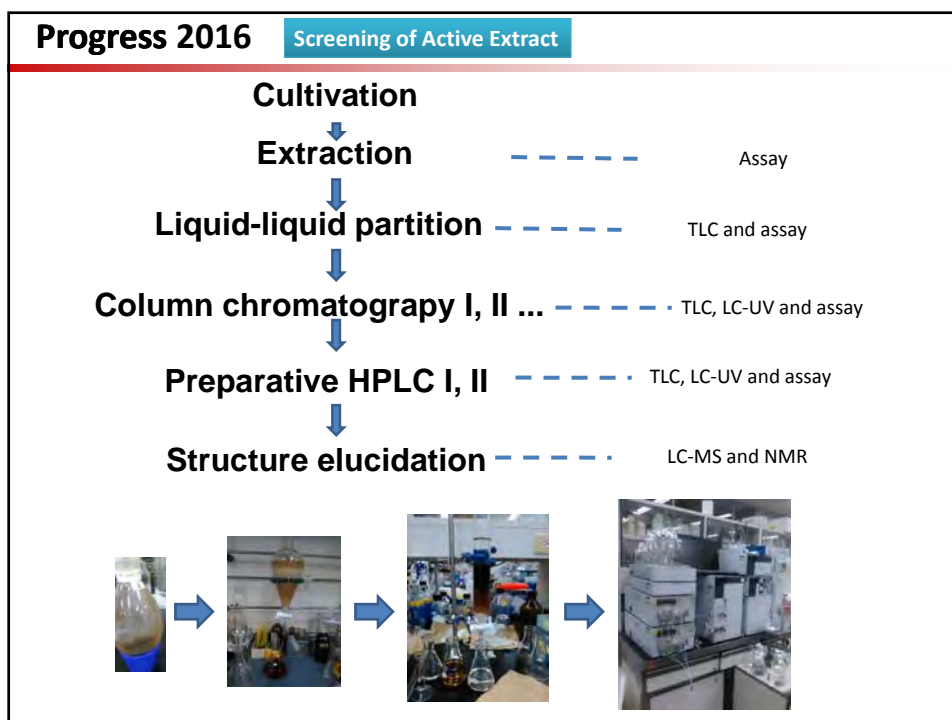 Progress 2016
Screening of Active Extract
Cultivation
Extraction
Assay
Liquid-liquid partition
TLC and assay
Column chromatograpy I, II ...
TLC, LC-UV and assay
Preparative HPLC I, II
TLC, LC-UV and assay
Structure elucidation
LC-MS and NMR